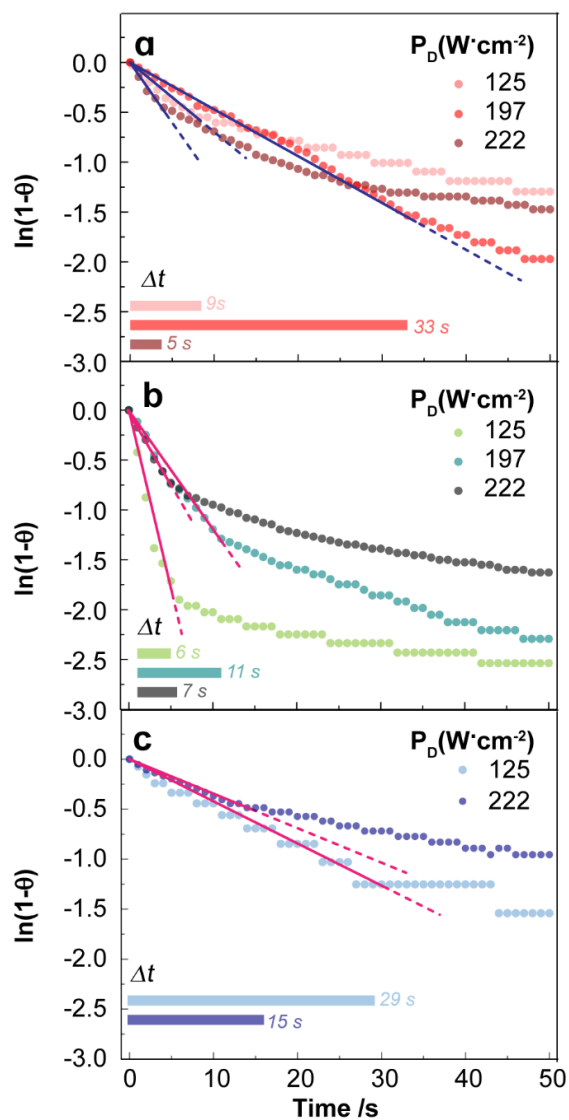 a
P_D(W·cm⁻²)
125
197
222
0.0
-0.5
-1.0
-1.5
-2.0
-2.5
-3.0
ln(1-θ)
Δt
9s
33 s
5 s
b
P_D(W·cm⁻²)
125
197
222
0.0
-0.5
-1.0
-1.5
-2.0
-2.5
-3.0
ln(1-θ)
Δt
6 s
11 s
7 s
c
P_D(W·cm⁻²)
125
222
0.0
-0.5
-1.0
-1.5
-2.0
-2.5
-3.0
ln(1-θ)
Δt
29 s
15 s
0 10 20 30 40 50
Time /s